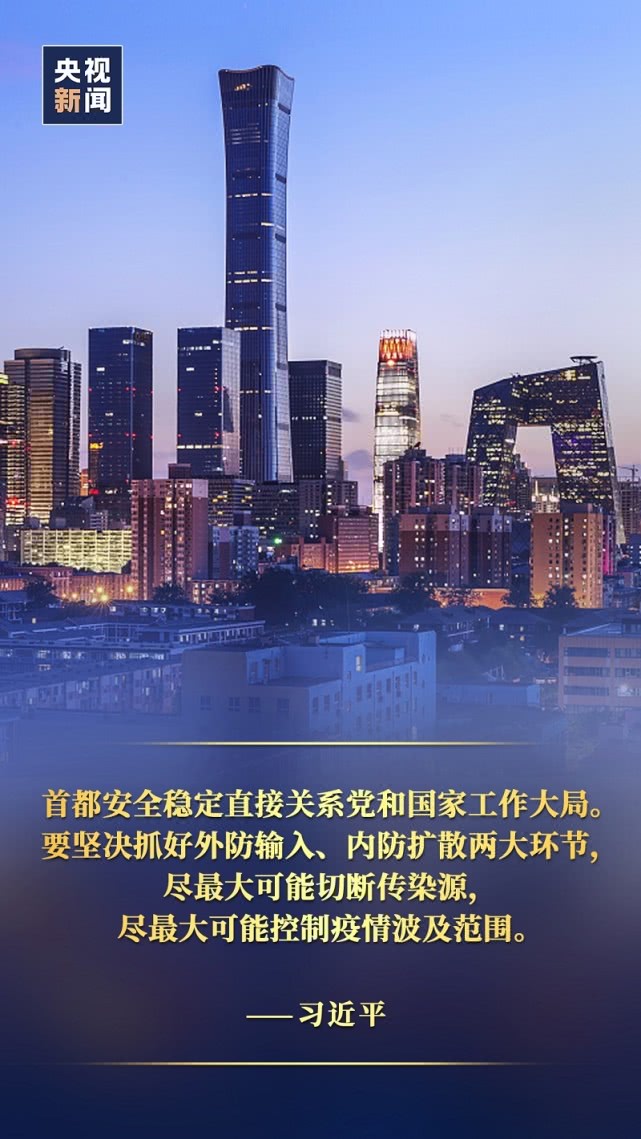 央视
新闻
首都安全稳定直接关系党和国家工作大局。
要坚决抓好外防输入、内防扩散两大环节，
尽最大可能切断传染源，
尽最大可能控制疫情波及范围。
——习近平